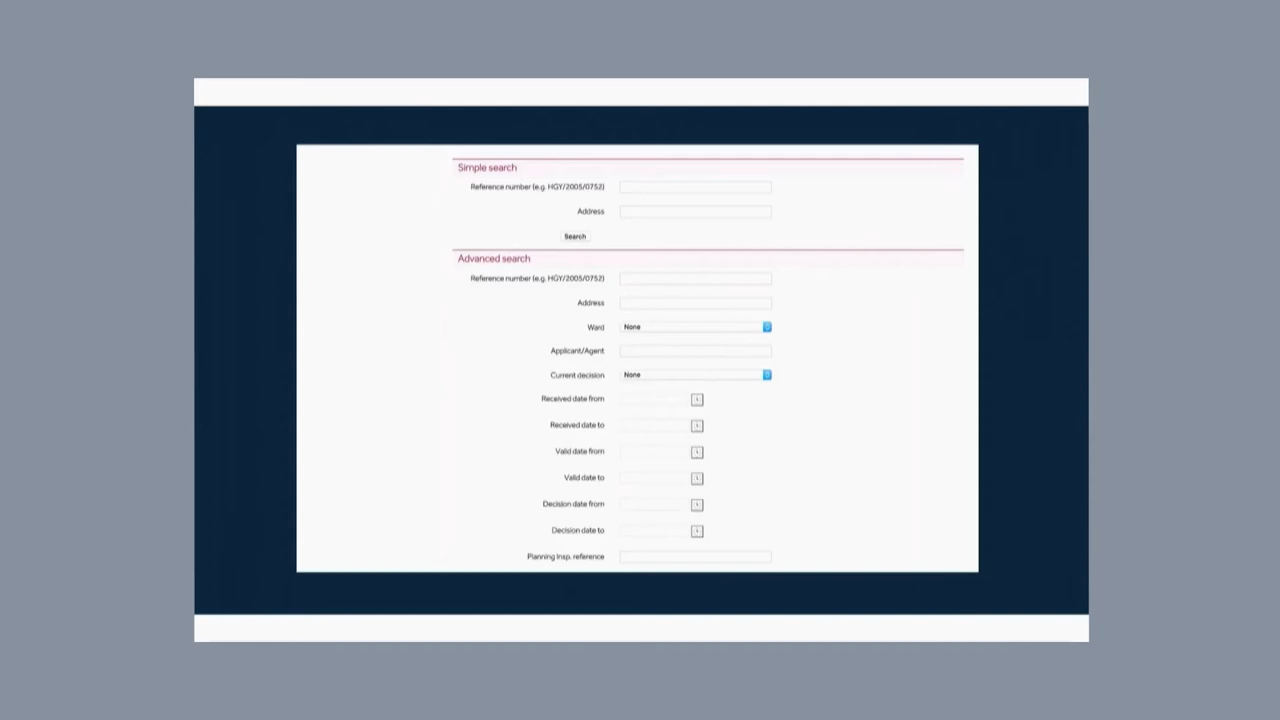 Simple search
Reference number (e.g. HGY/2005/0752)
Address
Search
Advanced search
Reference number (e.g. HGY/2005/0752)
Address
Ward None
Applicant/Agent
Current decision None
Received date from
Received date to
Valid date from
Valid date to
Decision date from
Decision date to
Planning Insp. reference